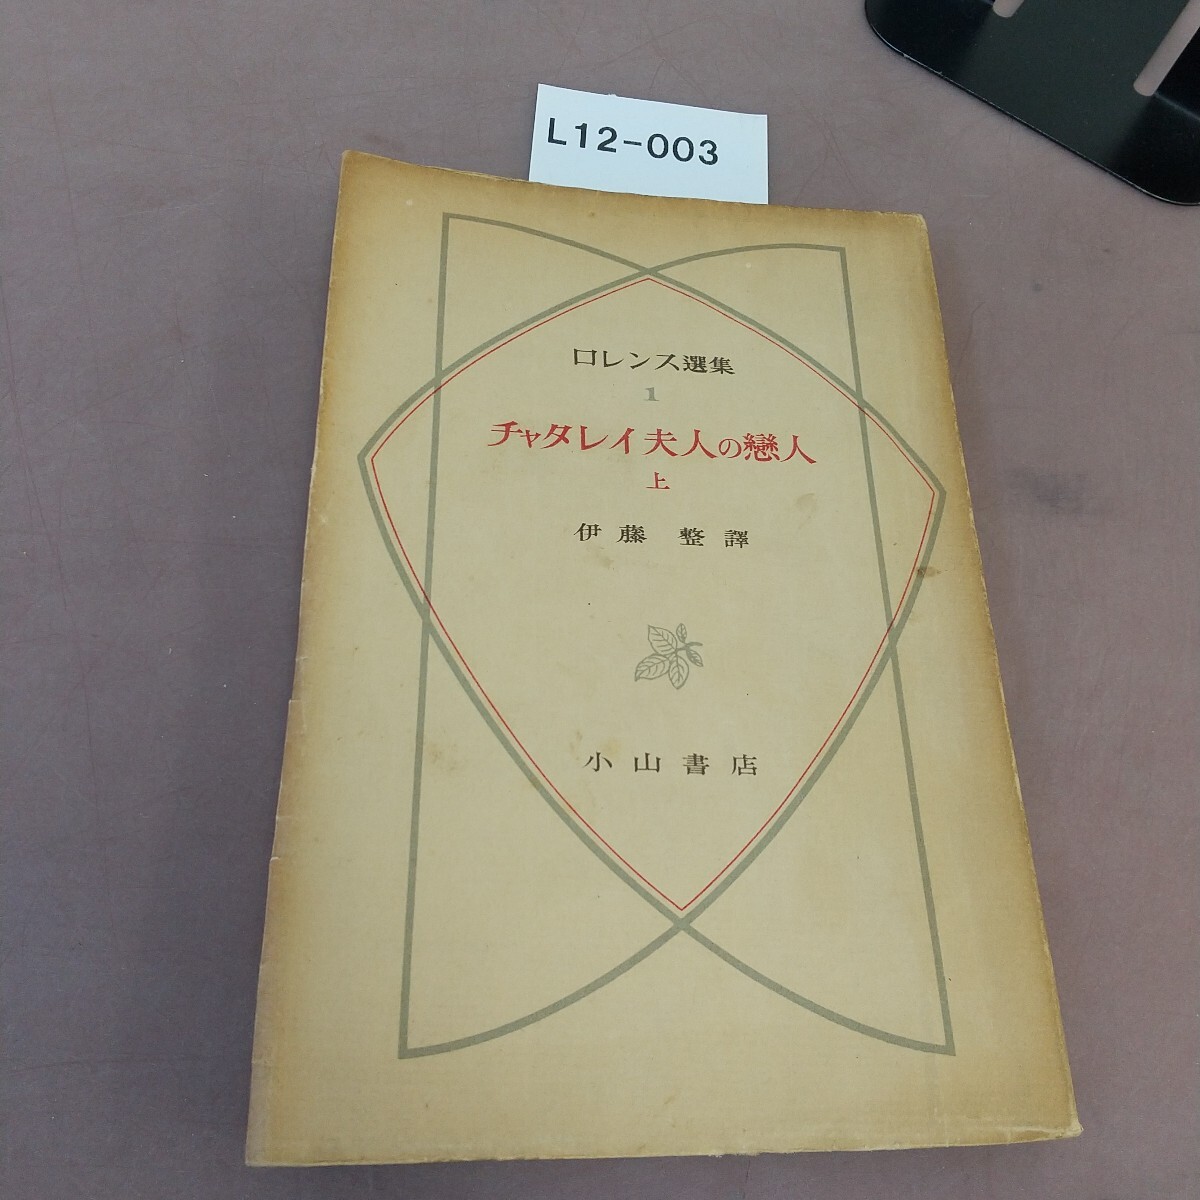 L12-003
ロレンス選集
1
チャタレイ夫人の戀人
上
伊藤 整譯
小山書店